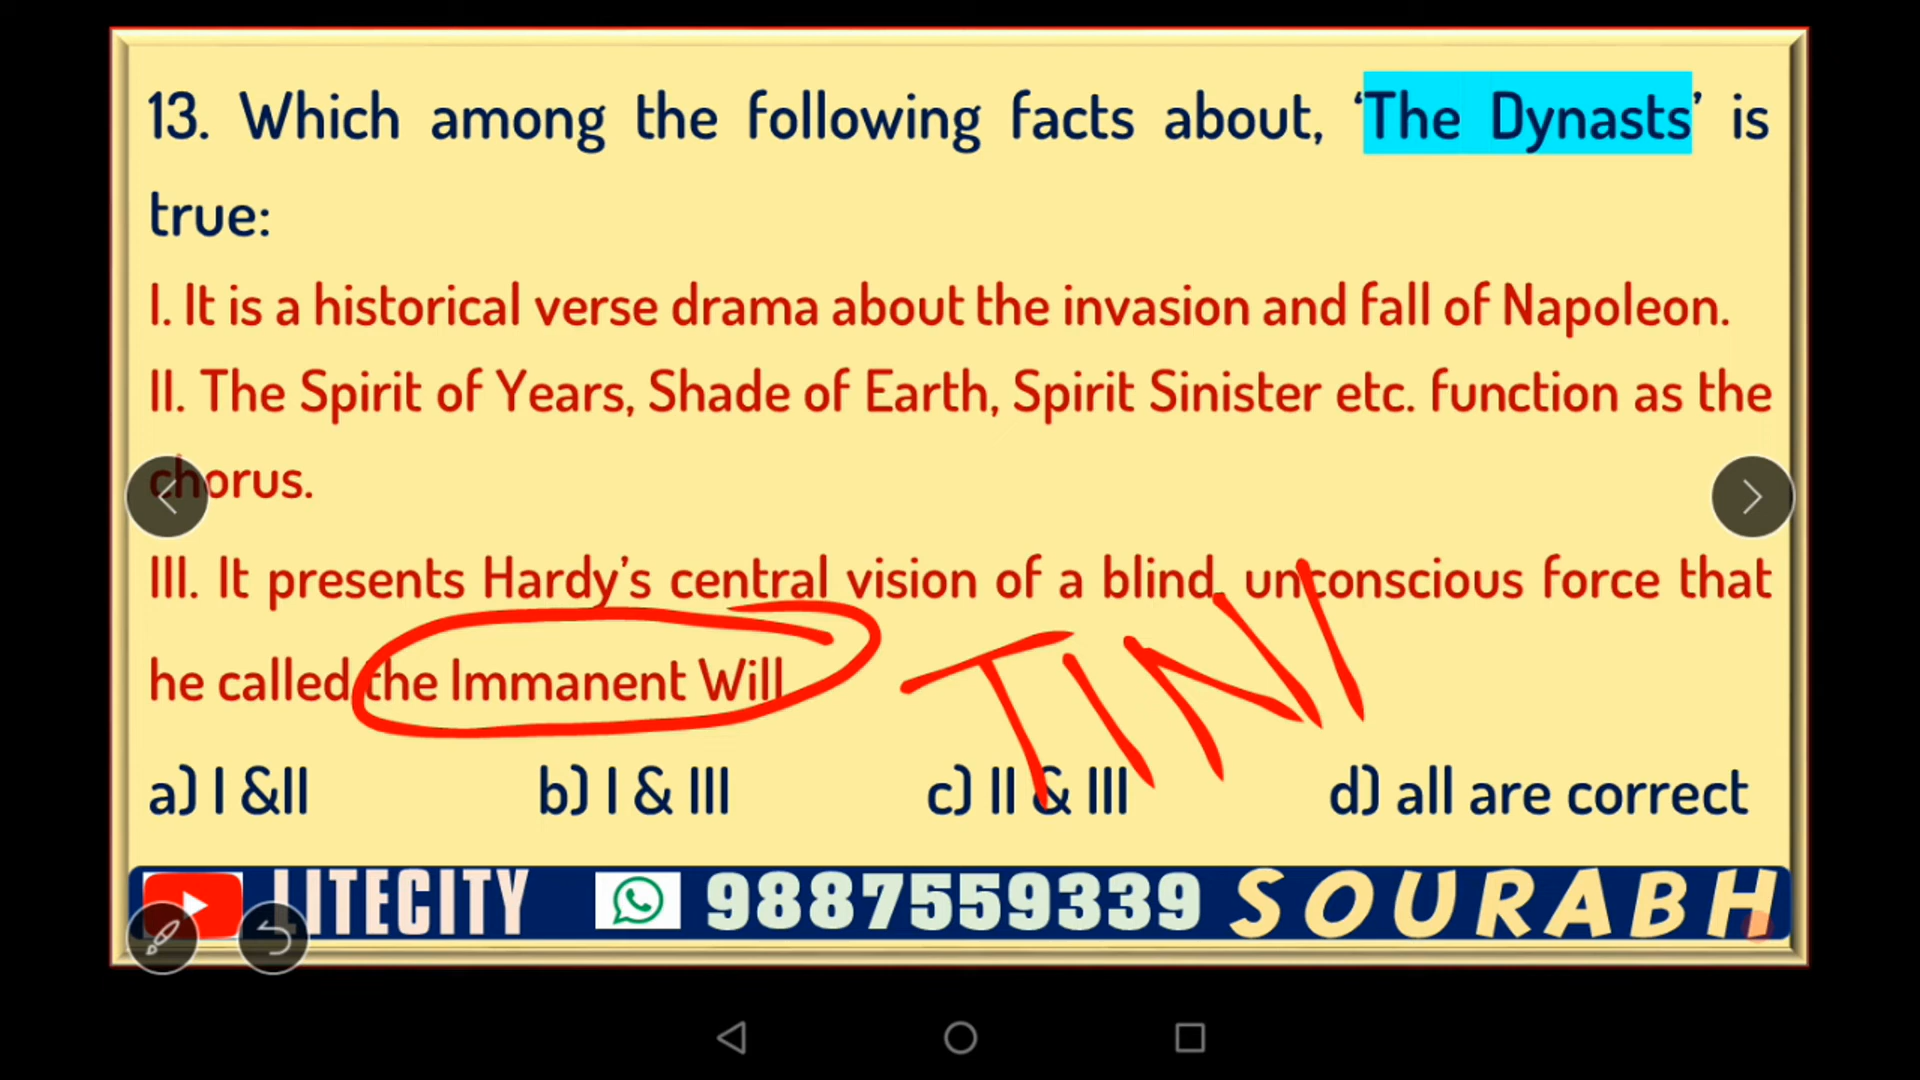 13. Which among the following facts about, ‘The Dynasts’ is
true:
I. It is a historical verse drama about the invasion and fall of Napoleon.
II. The Spirit of Years, Shade of Earth, Spirit Sinister etc. function as the
chorus.
III. It presents Hardy’s central vision of a blind, unconscious force that
he called the Immanent Will
TINI
a) I &II b) I & III c) II & III d) all are correct
LITECITY 9887559339 SOURABH